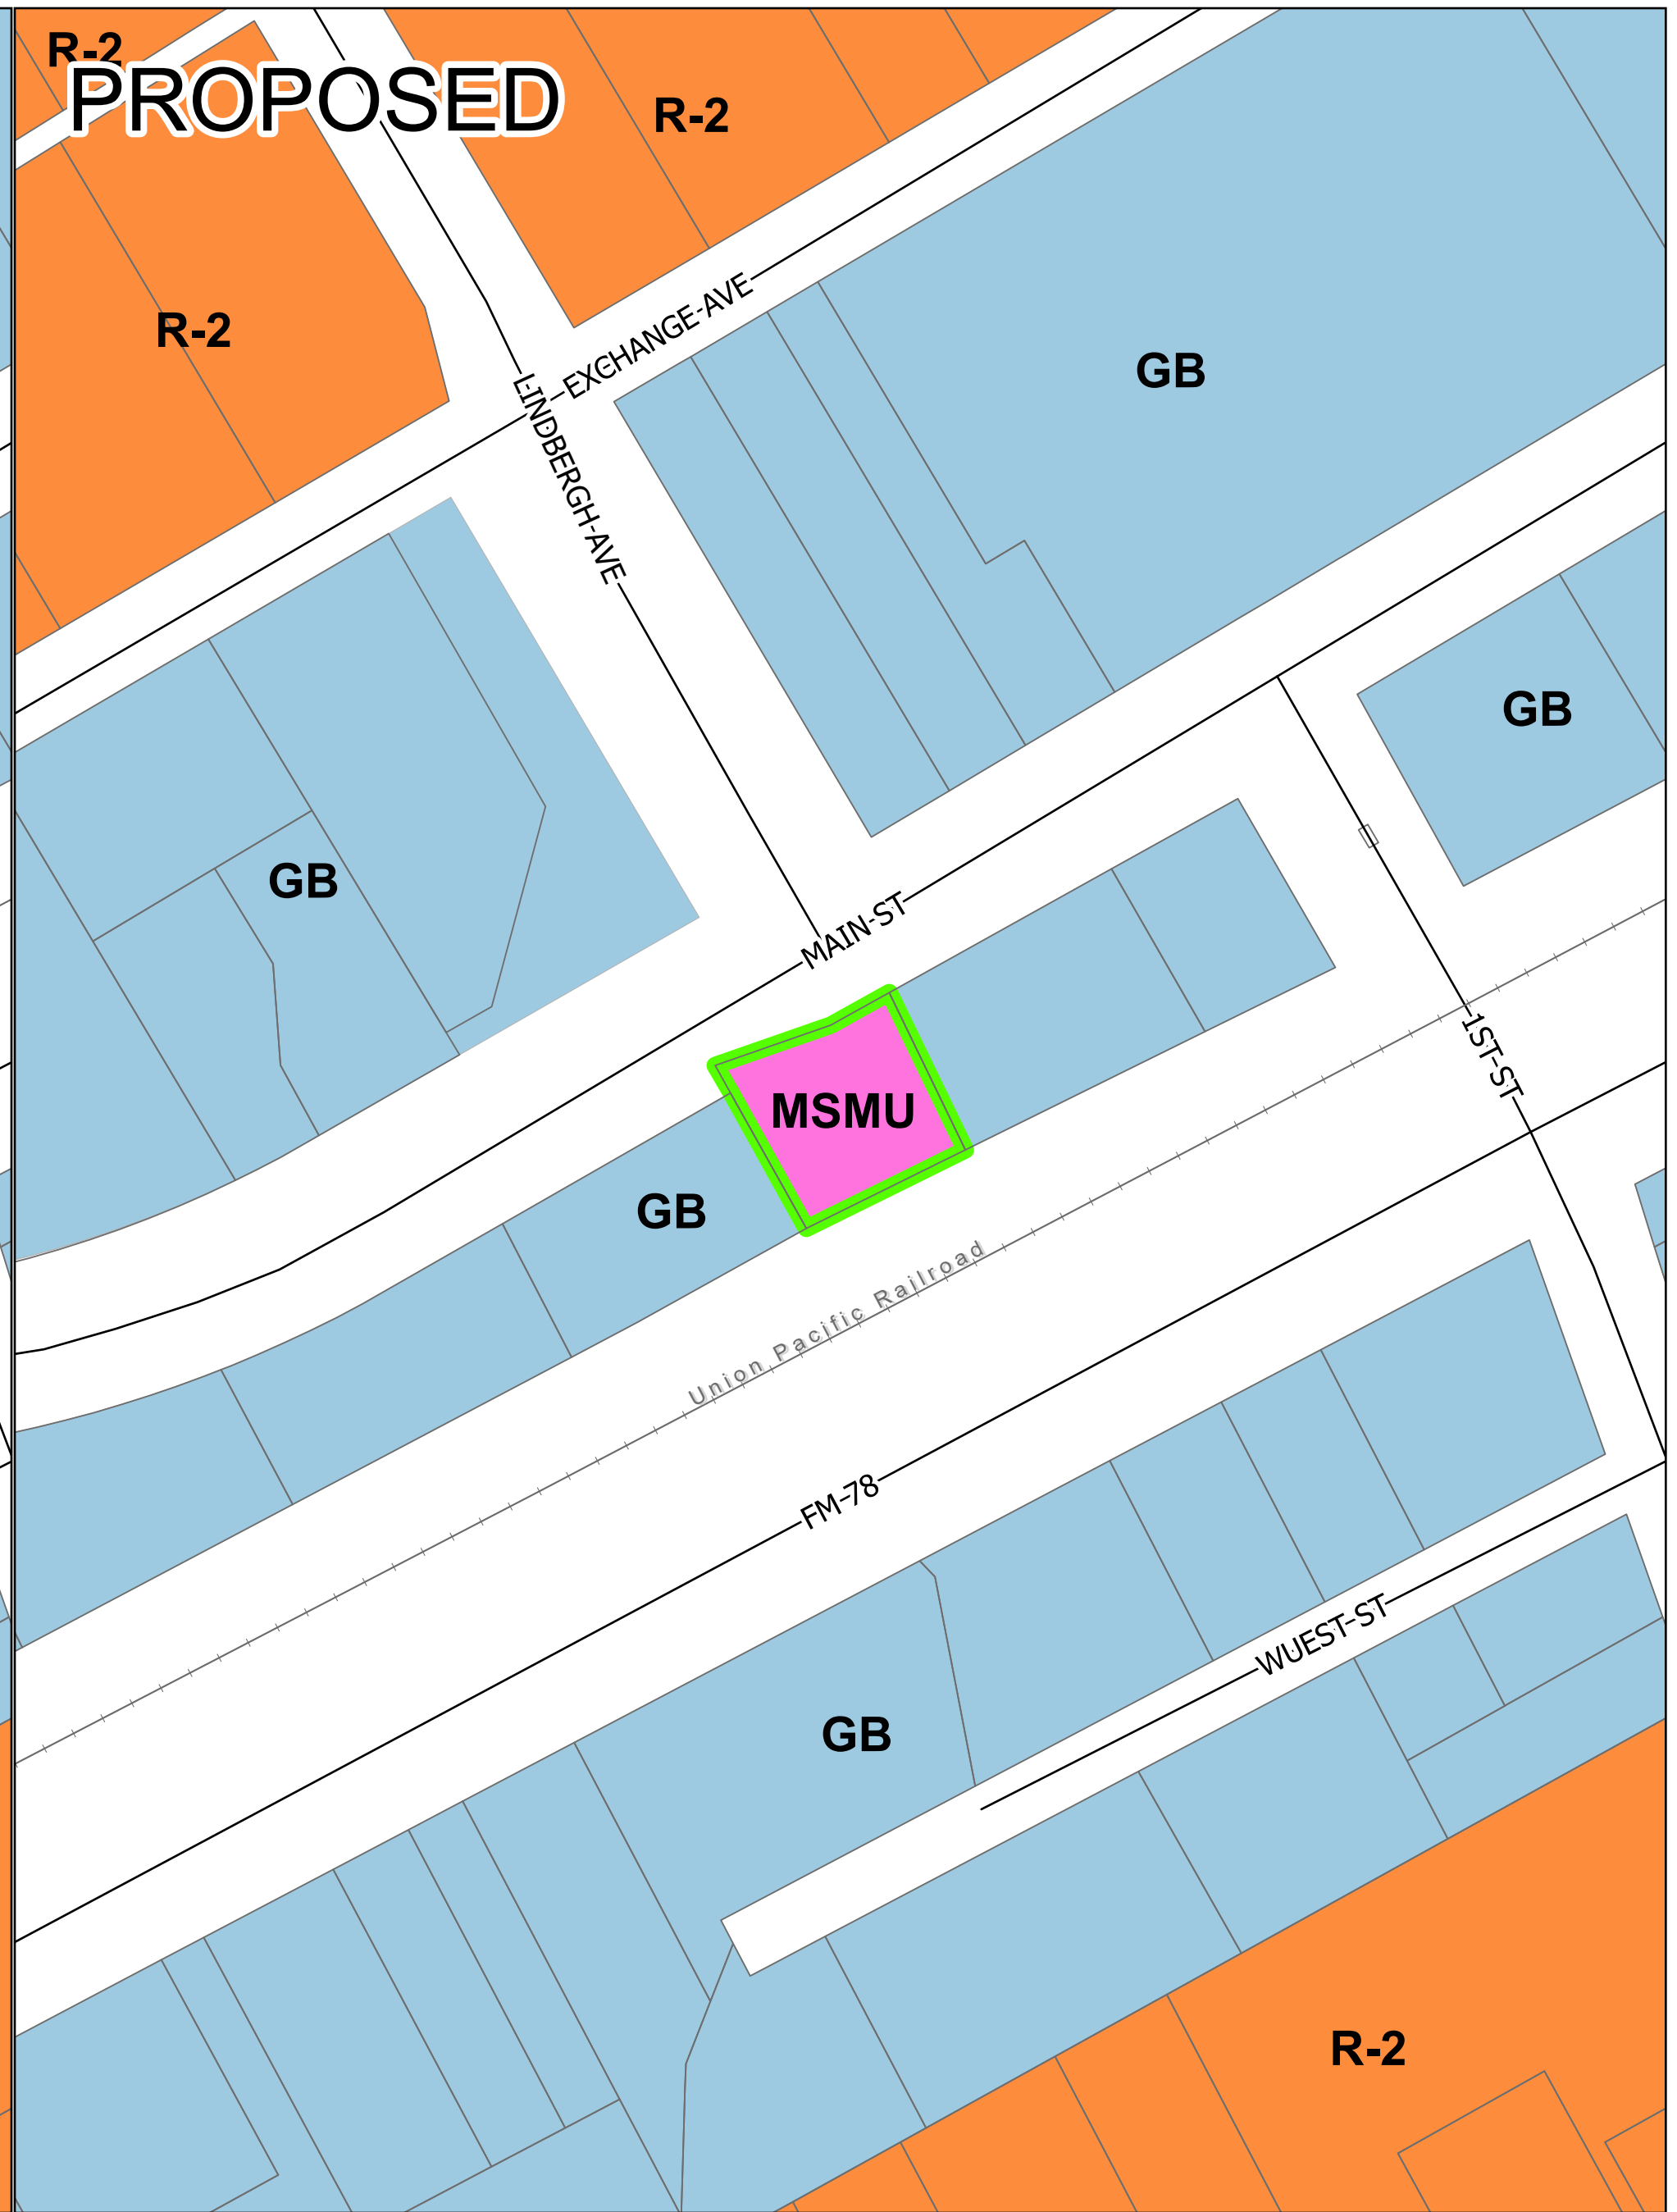 R-2
PROPOSED
R-2
R-2
EXCHANGE-AVE
GB
LINDBERGH-AVE
GB
GB
MAIN-ST
1ST-ST
MSMU
GB
Union Pacific Railroad
FM-78
WUEST-ST
GB
R-2